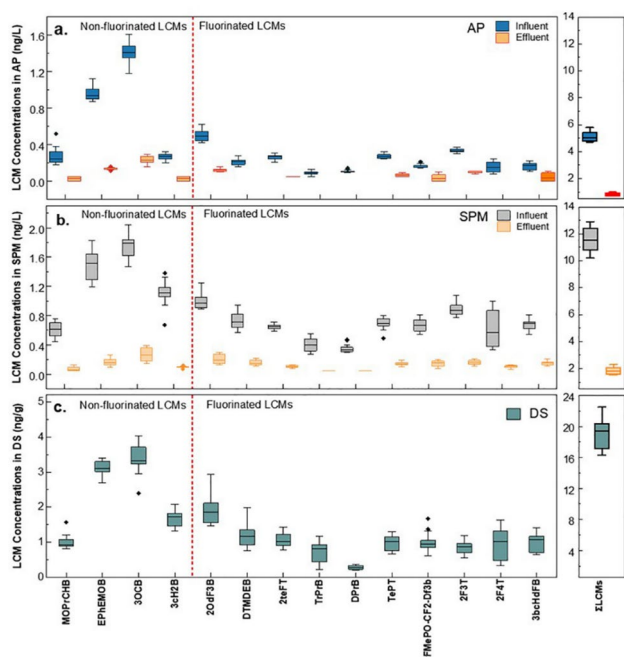 a.
Non-fluorinated LCMs
Fluorinated LCMs
AP
Influent
Effluent
LCM Concentrations in AP (ng/L)
1.6
1.2
0.8
0.4
0.0
14
12
10
8
6
4
2
b.
Non-fluorinated LCMs
Fluorinated LCMs
SPM
Influent
Effluent
LCM Concentrations in SPM (ng/L)
2.0
1.6
1.2
0.8
0.4
0.0
14
12
10
8
6
4
2
c.
Non-fluorinated LCMs
Fluorinated LCMs
DS
LCM Concentrations in DS (ng/g)
5
4
3
2
1
0
24
20
16
12
8
4
MOPrCHB
EPhEMOB
3OCB
3cH2B
2OdF3B
DTMDEB
2teFT
TrPrB
DPrB
TePT
FMePO-CF2-Df3b
2F3T
2F4T
3bcHdFB
ΣLCMs